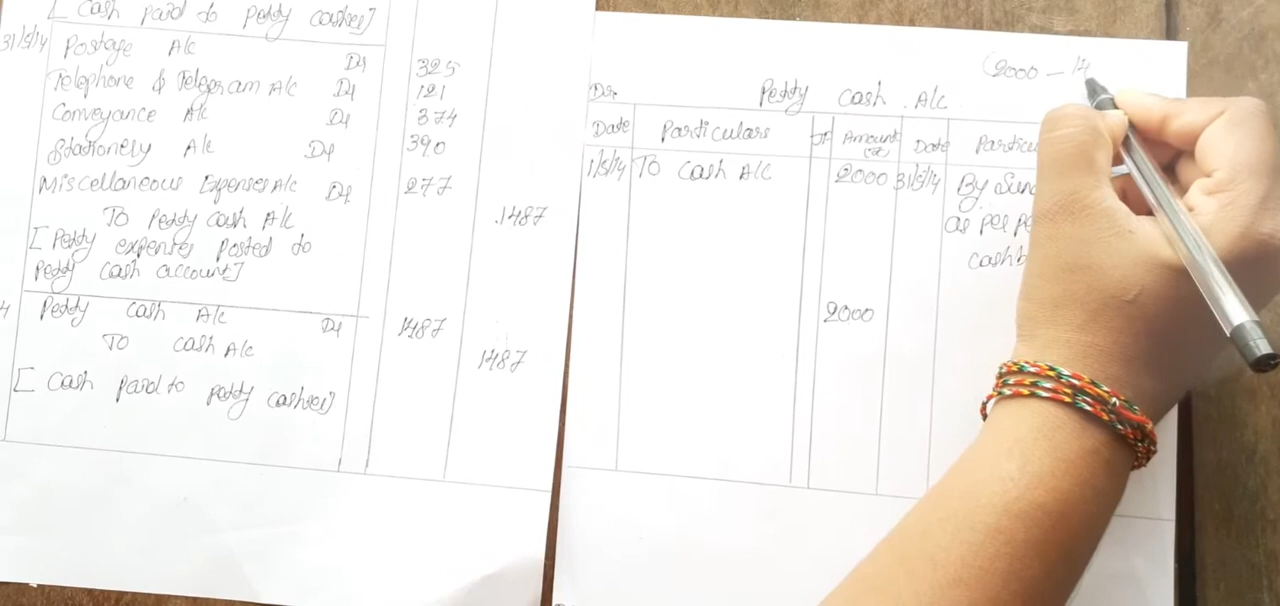 [ Cash paid to petty cashier]
31/5/14 Postage A/c Dr 325
Telephone & Telegram A/c Dr 121
Conveyance A/c Dr 374
Stationery A/c Dr 390
Miscellaneous Expenses A/c Dr 277
To Petty cash A/c 1487
[ Petty expenses posted to
petty cash account]
4 Petty cash A/c Dr 1487
To cash A/c 1487
[ Cash paid to petty cashier]
(2000 - 14
Dr. Petty cash A/c
Date Particulars JF Amount (₹) Date Particu
1/5/14 To cash A/c 2000 31/5/14 By Sun
as per pe
cashb
2000